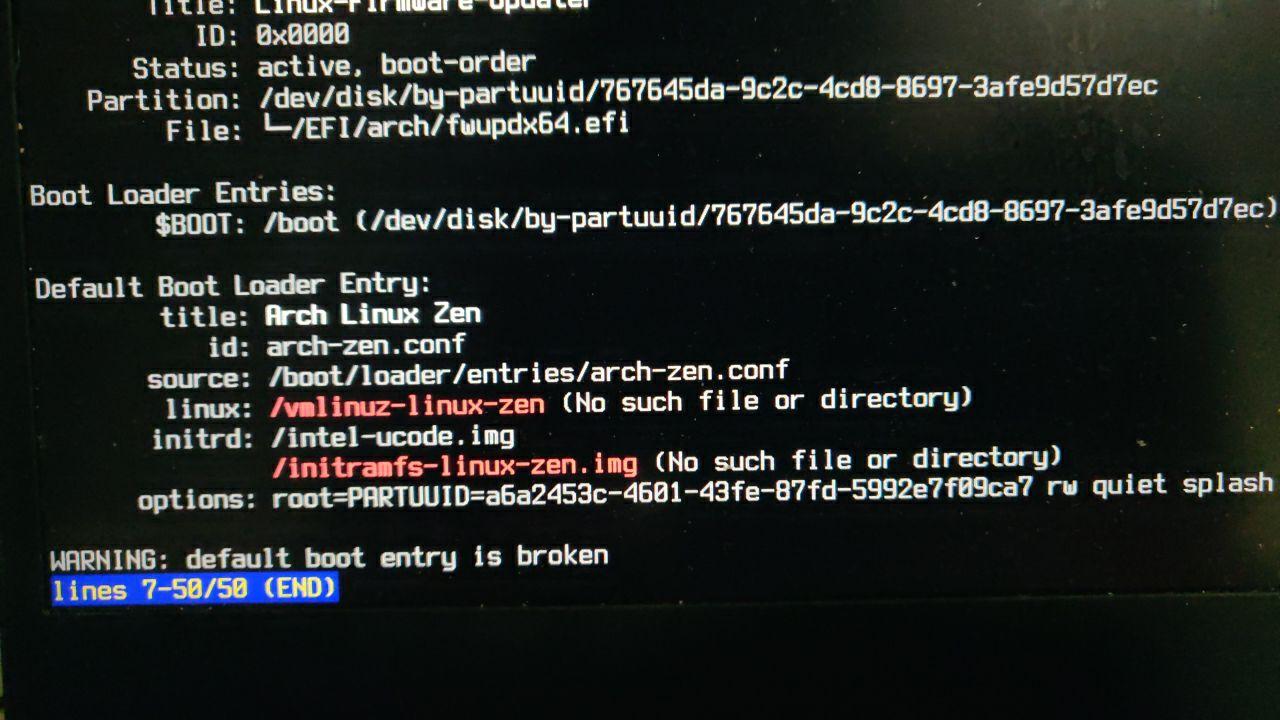 Title: Linux-Firmware-Updater
ID: 0x0000
Status: active, boot-order
Partition: /dev/disk/by-partuuid/767645da-9c2c-4cd8-8697-3afe9d57d7ec
File: └─/EFI/arch/fwupdx64.efi
Boot Loader Entries:
$BOOT: /boot (/dev/disk/by-partuuid/767645da-9c2c-4cd8-8697-3afe9d57d7ec)
Default Boot Loader Entry:
title: Arch Linux Zen
id: arch-zen.conf
source: /boot/loader/entries/arch-zen.conf
linux: /vmlinuz-linux-zen (No such file or directory)
initrd: /intel-ucode.img
/initramfs-linux-zen.img (No such file or directory)
options: root=PARTUUID=a6a2453c-4601-43fe-87fd-5992e7f09ca7 rw quiet splash
WARNING: default boot entry is broken
lines 7-50/50 (END)